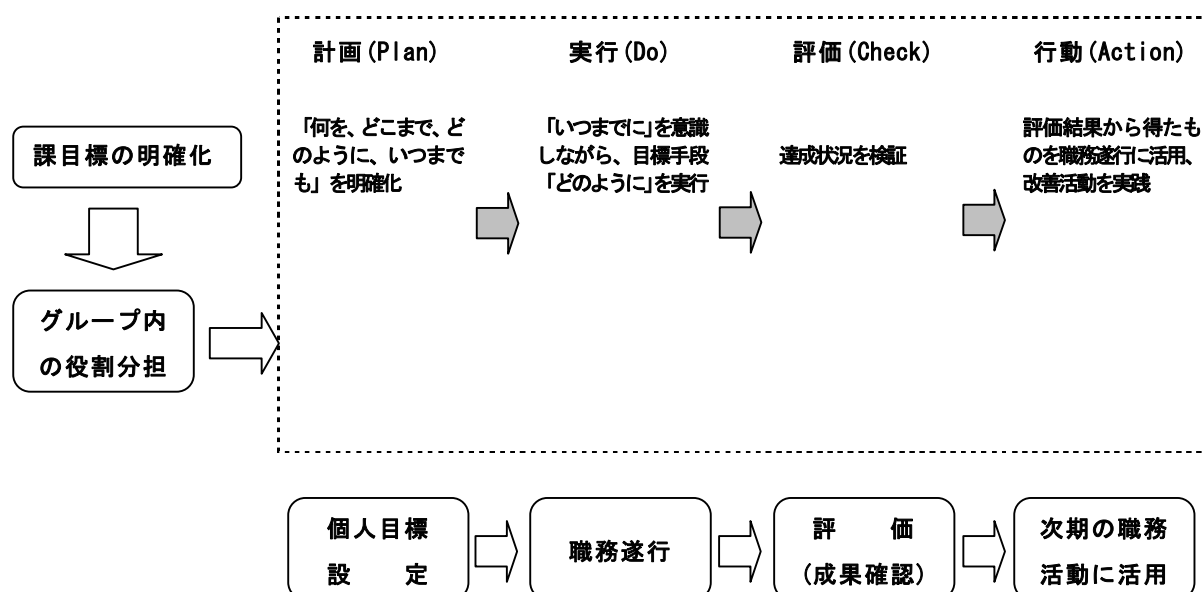 計画(Plan)
実行(Do)
評価(Check)
行動(Action)
「何を、どこまで、ど
のように、いつまで
も」を明確化
「いつまでに」を意識
しながら、目標手段
「どのように」を実行
達成状況を検証
評価結果から得たも
のを職務遂行に活用、
改善活動を実践
課目標の明確化
グループ内
の役割分担
個人目標
設　定
職務遂行
評　価
(成果確認)
次期の職務
活動に活用